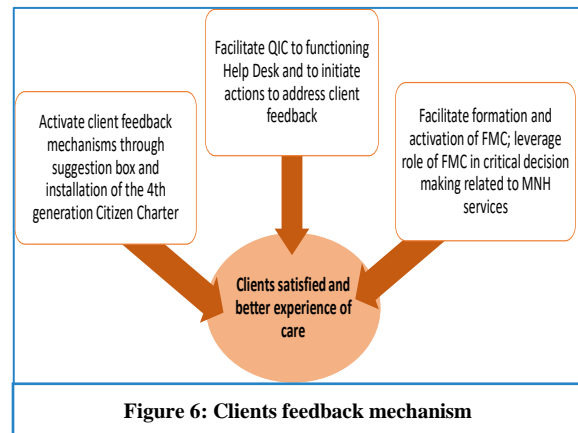 Facilitate QIC to functioning
Help Desk and to initiate
actions to address client
feedback
Activate client feedback
mechanisms through
suggestion box and
installation of the 4th
generation Citizen Charter
Facilitate formation and
activation of FMC; leverage
role of FMC in critical decision
making related to MNH
services
Clients satisfied and
better experience of
care
Figure 6: Clients feedback mechanism